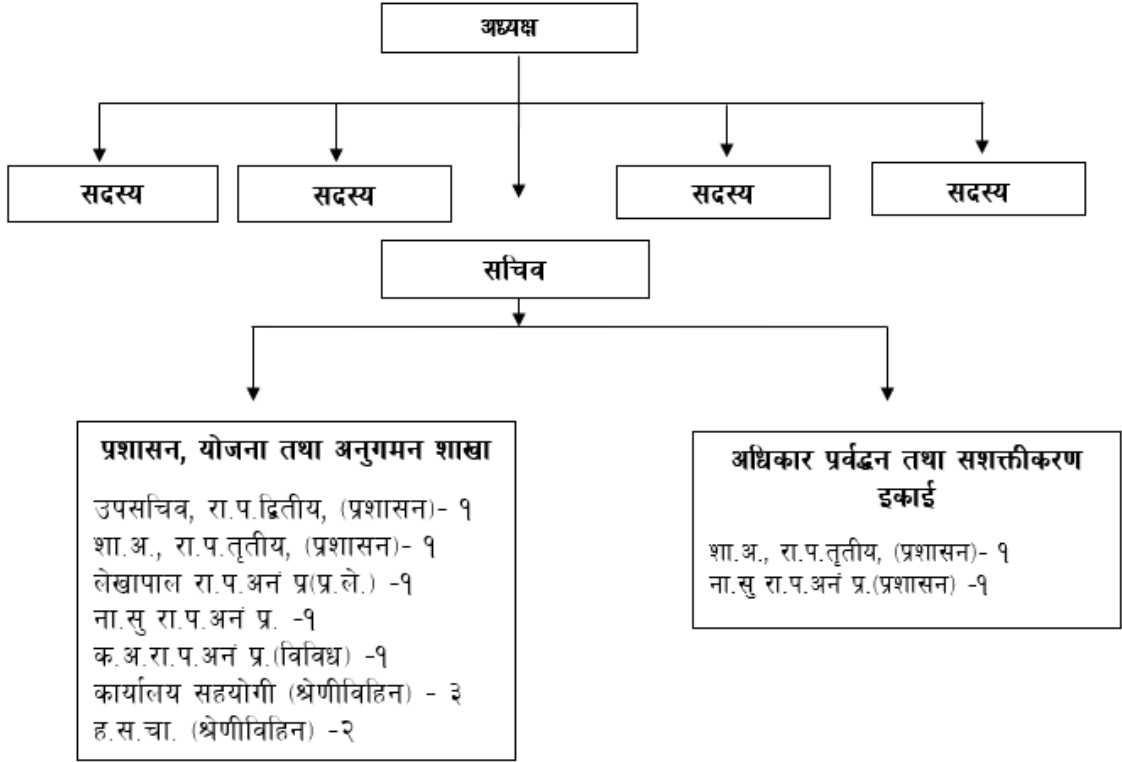 अध्यक्ष
सदस्य
सदस्य
सदस्य
सदस्य
सचिव
प्रशासन, योजना तथा अनुगमन शाखा
उपसचिव, रा.प.द्वितीय, (प्रशासन)- १
शा.अ., रा.प.तृतीय, (प्रशासन)- १
लेखापाल रा.प.अनं प्र(प्र.ले.) -१
ना.सु रा.प.अनं प्र. -१
क.अ.रा.प.अनं प्र.(विविध) -१
कार्यालय सहयोगी (श्रेणीविहिन) - ३
ह.स.चा. (श्रेणीविहिन) -२
अधिकार प्रर्वद्धन तथा सशक्तीकरण
इकाई
शा.अ., रा.प.तृतीय, (प्रशासन)- १
ना.सु रा.प.अनं प्र.(प्रशासन) -१